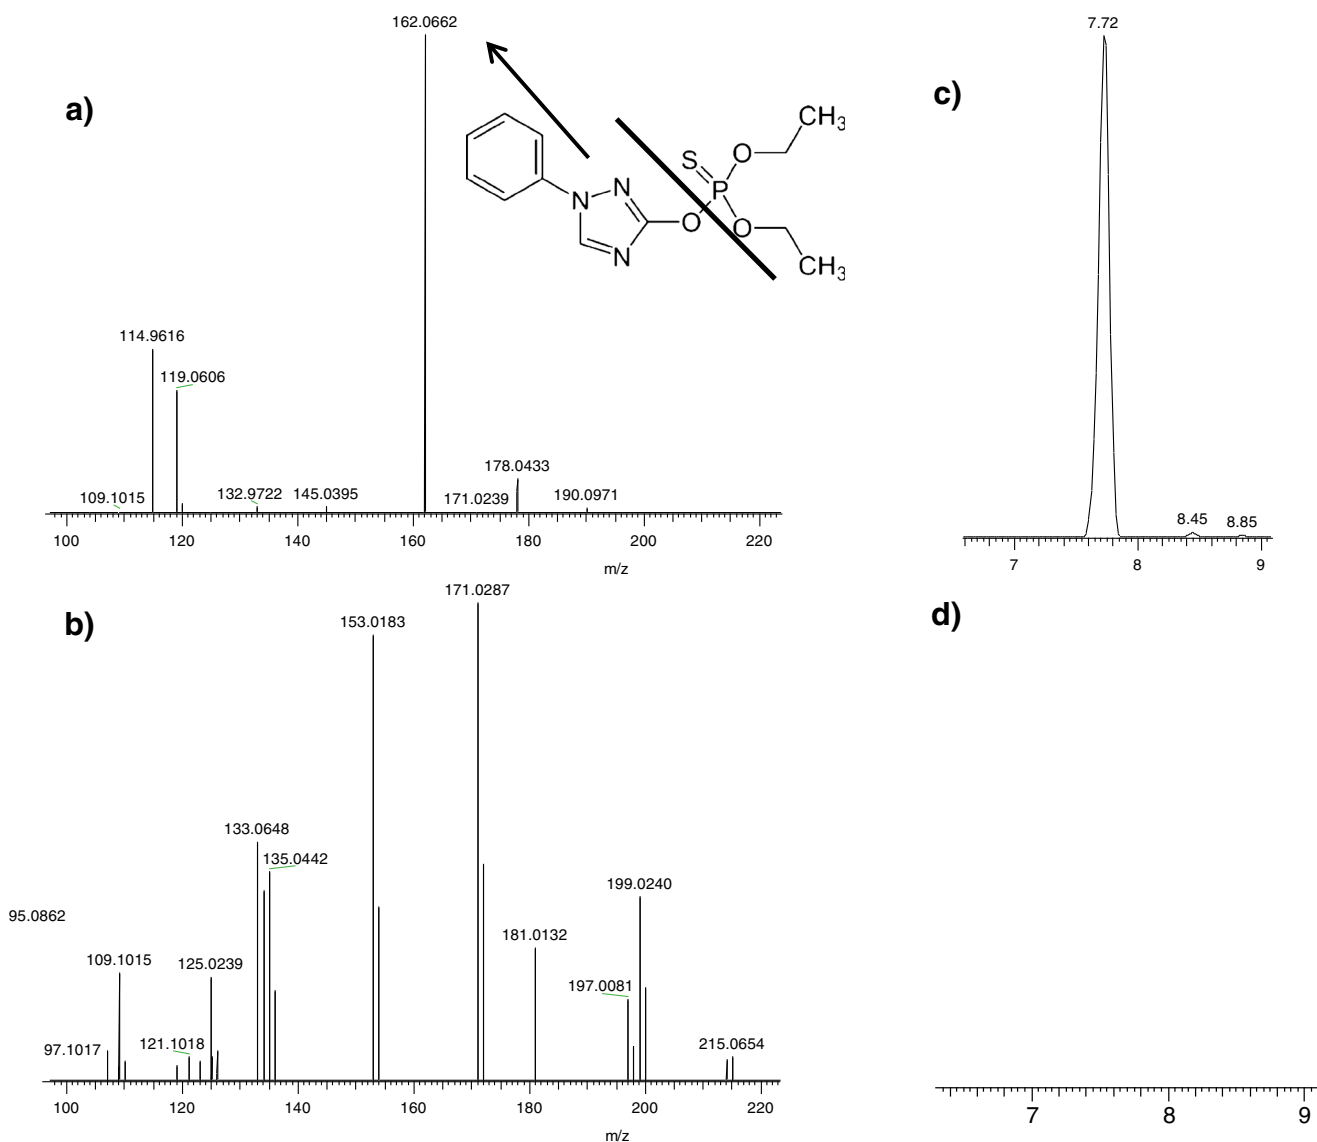 a)
162.0662
114.9616
119.0606
109.1015
132.9722
145.0395
171.0239
178.0433
190.0971
N
N
N
O
S
P
O
O
CH3
CH3
100 120 140 160 180 200 220
m/z
c)
7.72
8.45
8.85
7 8 9
b)
171.0287
153.0183
133.0648
135.0442
95.0862
109.1015
125.0239
97.1017
121.1018
181.0132
197.0081
199.0240
215.0654
100 120 140 160 180 200 220
m/z
d)
7 8 9